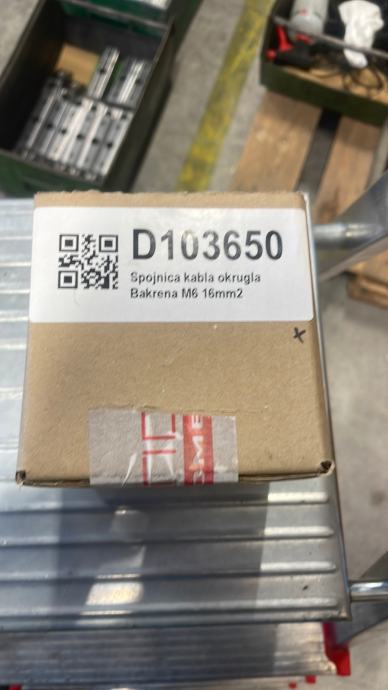 D103650
Spojnica kabla okrugla
Bakrena M6 16mm2
x